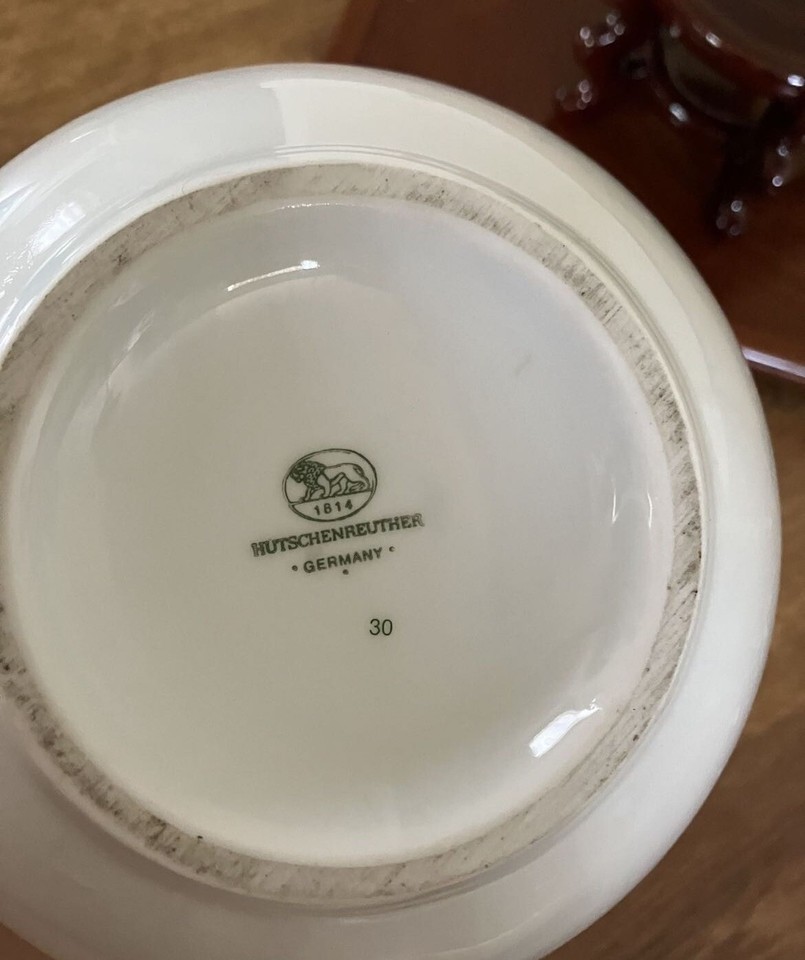 1814
HUTSCHENREUTHER
· GERMANY ·
30